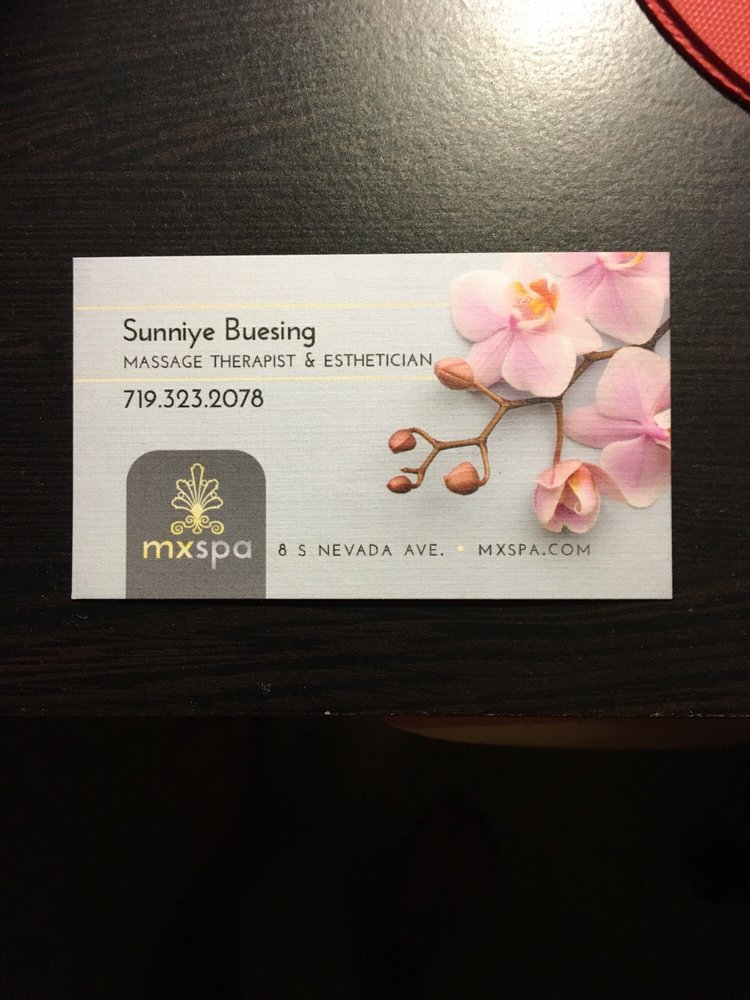 Sunniye Buesing
MASSAGE THERAPIST & ESTHETICIAN
719.323.2078
mxspa
8 S NEVADA AVE. • MXSPA.COM